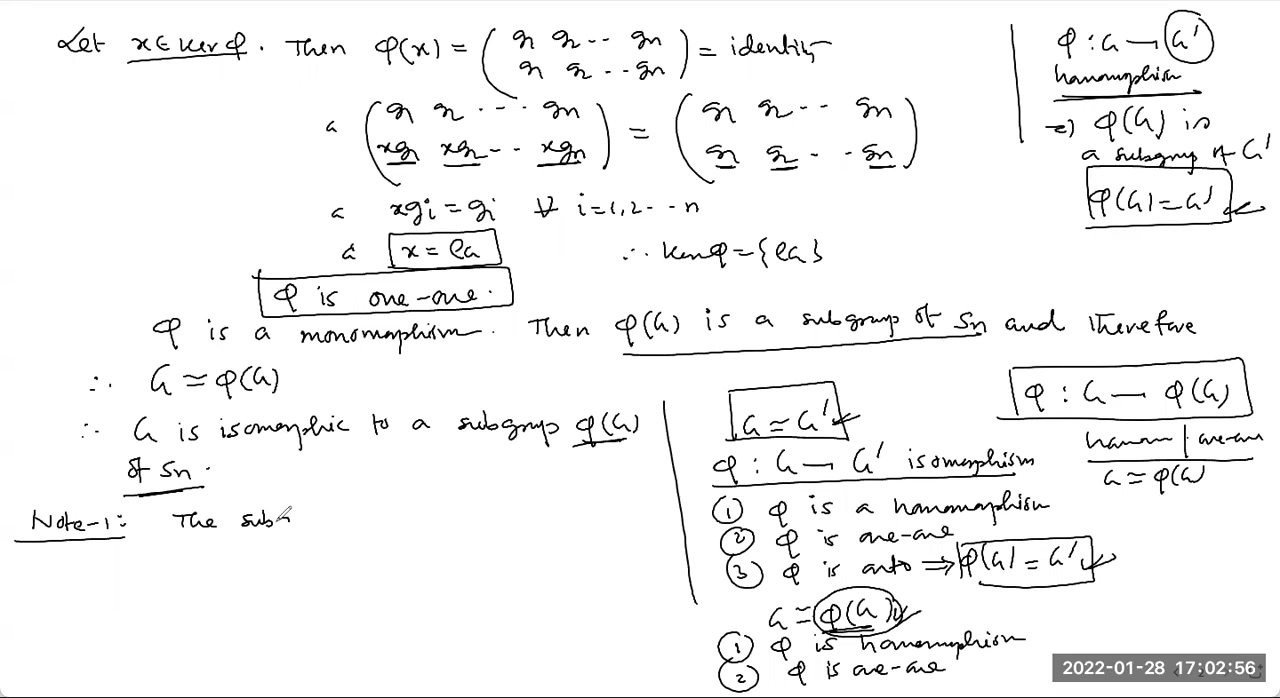 Let x ∈ Ker φ. Then φ(x) = ( g1 g2 .. gn
g1 g2 .. gn ) = identity
a ( g1 g2 ... gn
xg1 xg2 .. xgn ) = ( g1 g2 .. gn
g1 g2 .. gn )
a xgi = gi ∀ i=1,2--n
a x = eG ∴ Kerφ = {eG}
φ is one-one.
φ is a monomorphism. Then φ(G) is a subgroup of Sn and therefore
∴ G ≃ φ(G)
∴ G is isomorphic to a subgroup φ(G)
of Sn.
Note-1: The sub
φ : G — G'
homomorphism
=) φ(G) is
a subgroup of G'
φ(G) = G'
G ≃ G'
φ : G — G' isomorphism
① φ is a homomorphism
② φ is one-one
③ φ is onto ⇒ φ(G) = G'
G ≃ φ(G)
① φ is homomorphism
② φ is one-one
φ : G — φ(G)
homom | one-one
G ≃ φ(G)
2022-01-28 17:02:56